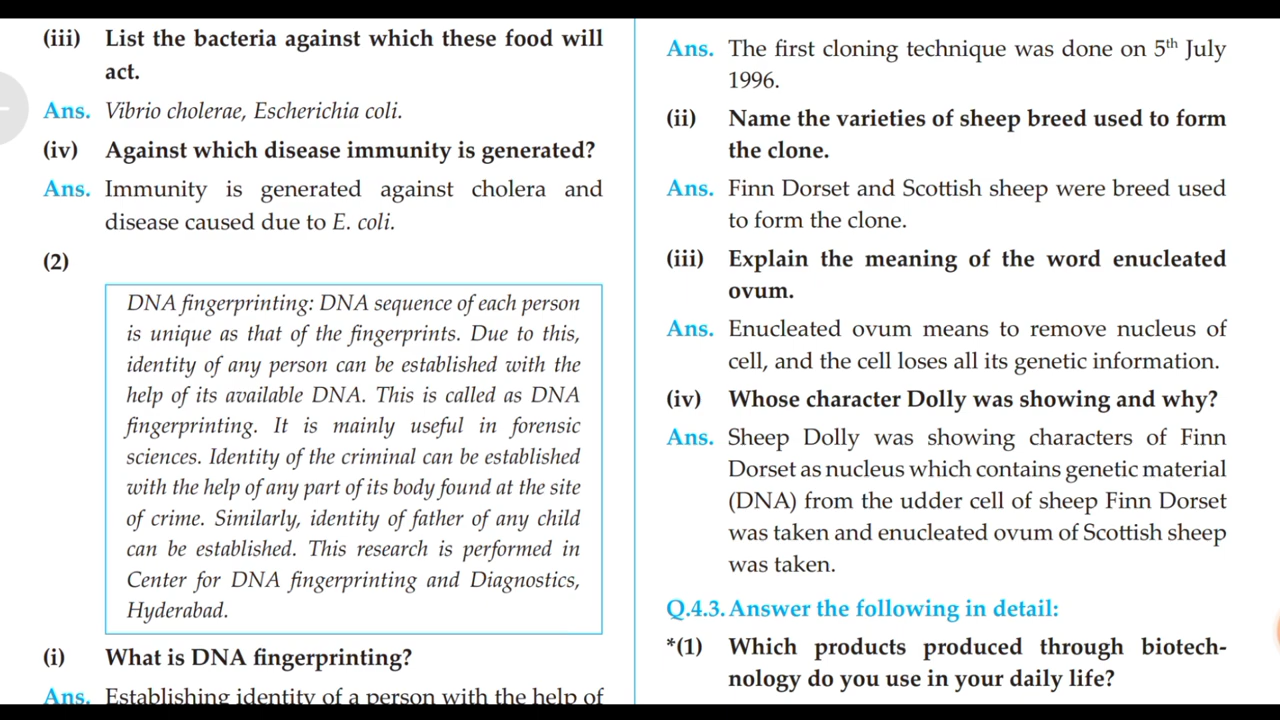 (iii) List the bacteria against which these food will
act.
Ans. Vibrio cholerae, Escherichia coli.
(iv) Against which disease immunity is generated?
Ans. Immunity is generated against cholera and
disease caused due to E. coli.
(2)
DNA fingerprinting: DNA sequence of each person
is unique as that of the fingerprints. Due to this,
identity of any person can be established with the
help of its available DNA. This is called as DNA
fingerprinting. It is mainly useful in forensic
sciences. Identity of the criminal can be established
with the help of any part of its body found at the site
of crime. Similarly, identity of father of any child
can be established. This research is performed in
Center for DNA fingerprinting and Diagnostics,
Hyderabad.
(i) What is DNA fingerprinting?
Ans. Establishing identity of a person with the help of
Ans. The first cloning technique was done on 5th July
1996.
(ii) Name the varieties of sheep breed used to form
the clone.
Ans. Finn Dorset and Scottish sheep were breed used
to form the clone.
(iii) Explain the meaning of the word enucleated
ovum.
Ans. Enucleated ovum means to remove nucleus of
cell, and the cell loses all its genetic information.
(iv) Whose character Dolly was showing and why?
Ans. Sheep Dolly was showing characters of Finn
Dorset as nucleus which contains genetic material
(DNA) from the udder cell of sheep Finn Dorset
was taken and enucleated ovum of Scottish sheep
was taken.
Q.4.3. Answer the following in detail:
*(1) Which products produced through biotech-
nology do you use in your daily life?